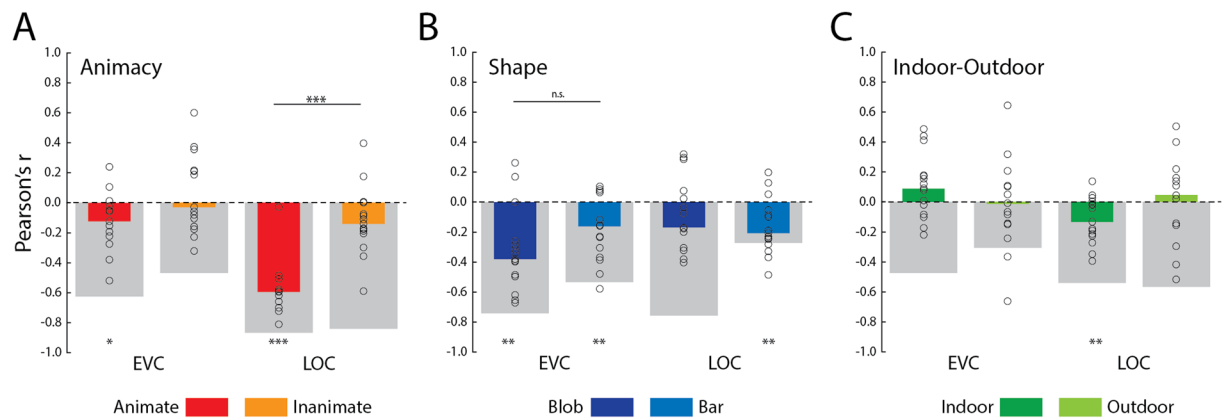 A
B
C
Animacy
Shape
Indoor-Outdoor
Pearson's r
1.0
0.8
0.6
0.4
0.2
0.0
-0.2
-0.4
-0.6
-0.8
-1.0
***
*
***
EVC
LOC
1.0
0.8
0.6
0.4
0.2
0.0
-0.2
-0.4
-0.6
-0.8
-1.0
n.s.
**
**
**
EVC
LOC
1.0
0.8
0.6
0.4
0.2
0.0
-0.2
-0.4
-0.6
-0.8
-1.0
**
EVC
LOC
Animate
Inanimate
Blob
Bar
Indoor
Outdoor